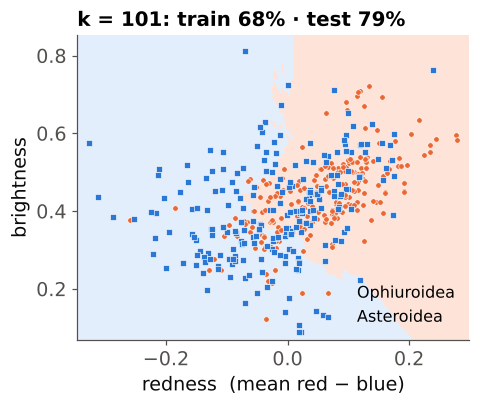 k = 101: train 68% · test 79%
brightness
0.8
0.6
0.4
0.2
Ophiuroidea
Asteroidea
−0.2
0.0
0.2
redness (mean red − blue)